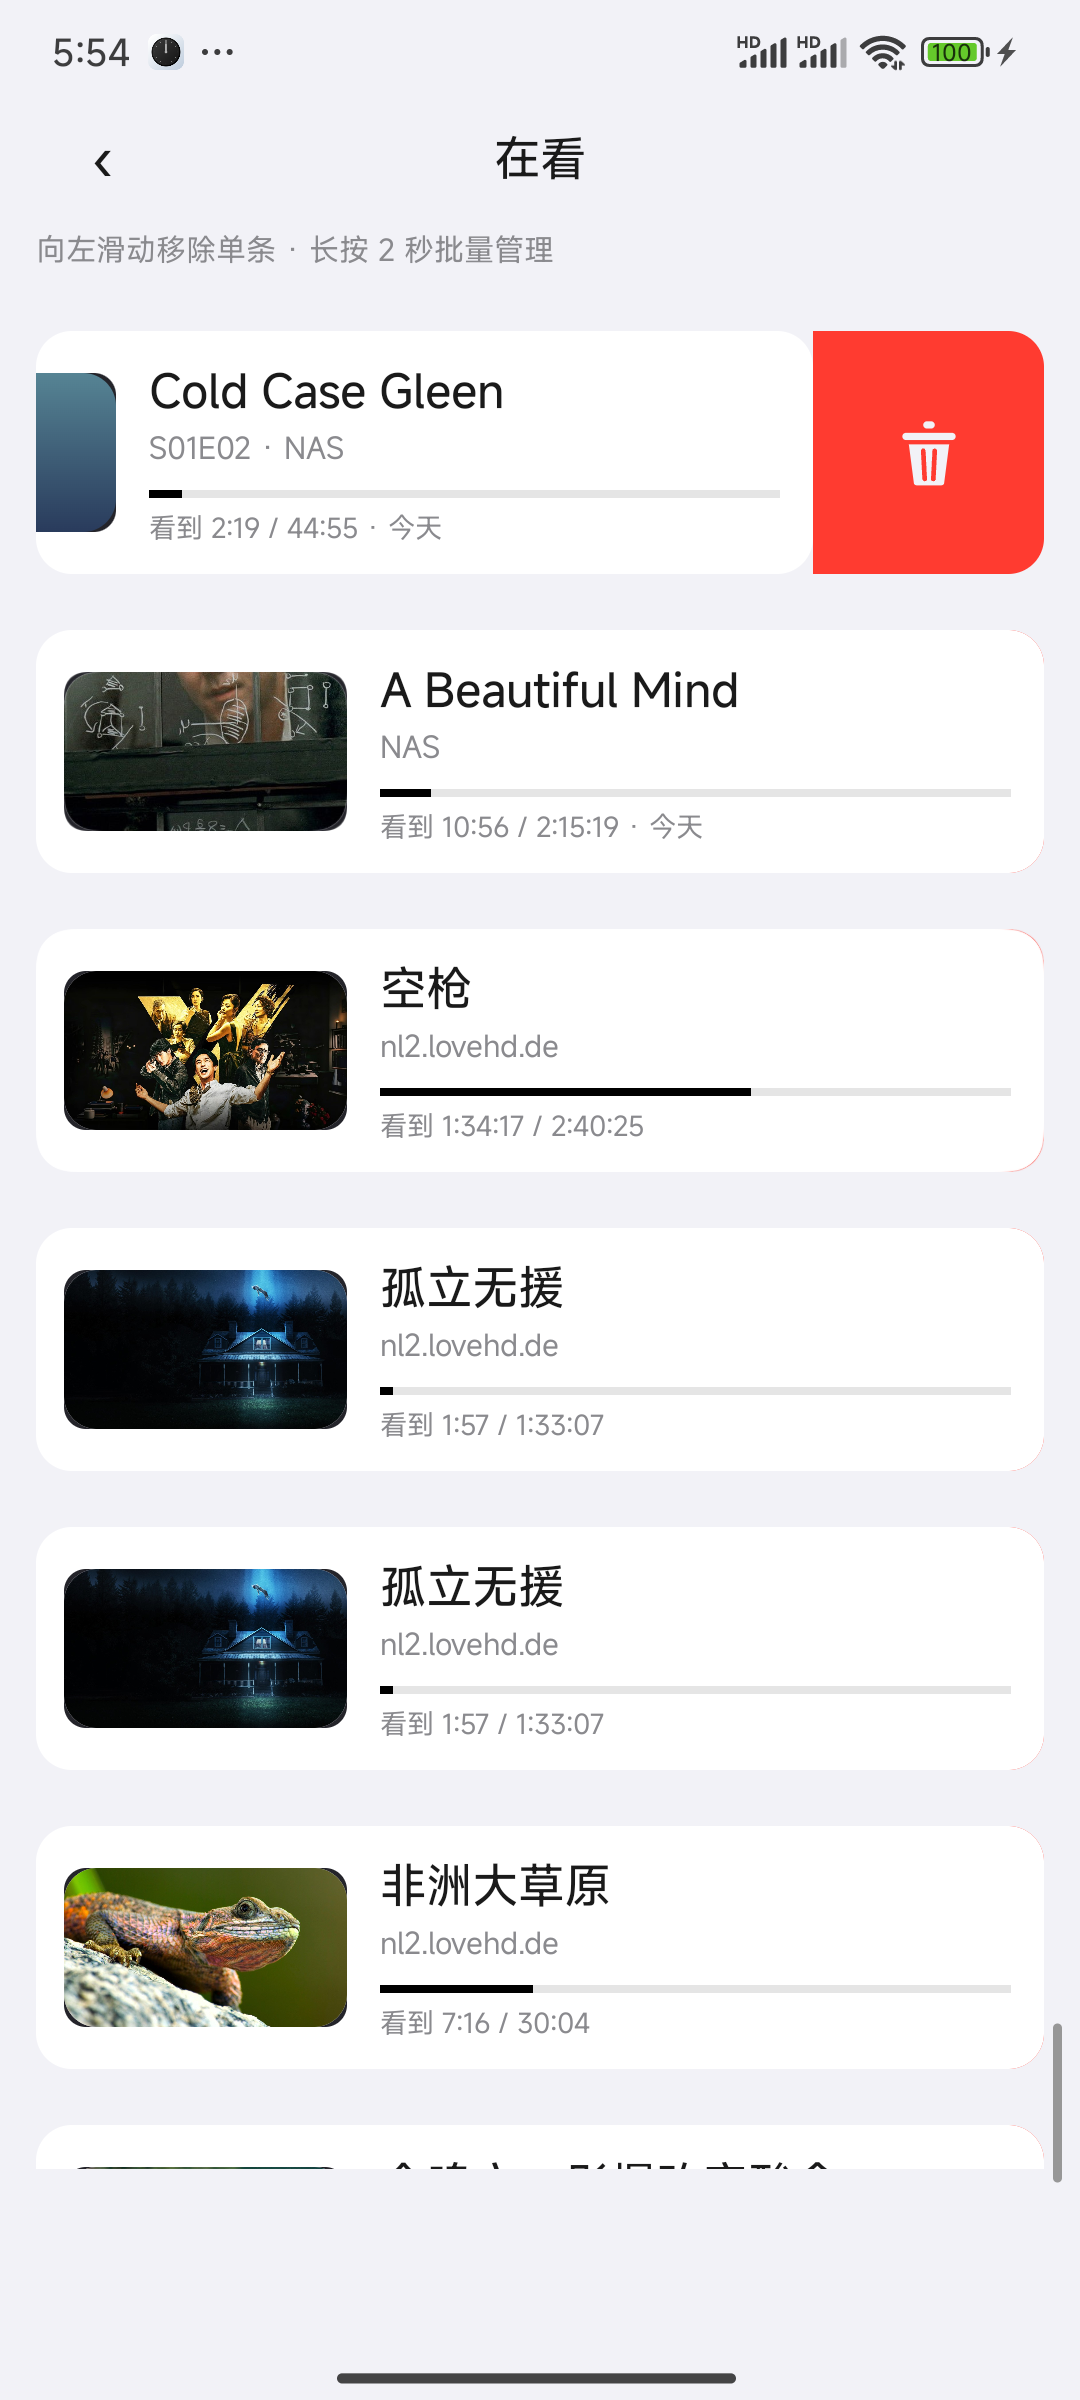 5:54
HD HD 100
在看
向左滑动移除单条 · 长按 2 秒批量管理
Cold Case Gleen
S01E02 · NAS
看到 2:19 / 44:55 · 今天
A Beautiful Mind
NAS
看到 10:56 / 2:15:19 · 今天
空枪
nl2.lovehd.de
看到 1:34:17 / 2:40:25
孤立无援
nl2.lovehd.de
看到 1:57 / 1:33:07
孤立无援
nl2.lovehd.de
看到 1:57 / 1:33:07
非洲大草原
nl2.lovehd.de
看到 7:16 / 30:04